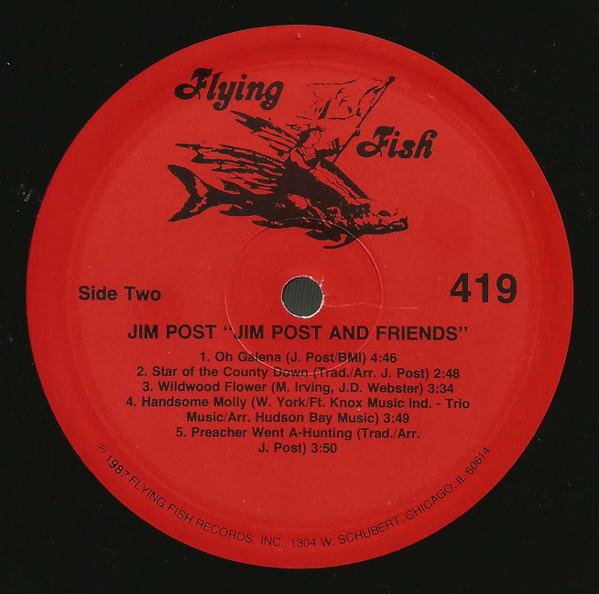 Flying
Fish
Side Two
419
JIM POST "JIM POST AND FRIENDS"
1. Oh Galena (J. Post/BMI) 4:46
2. Star of the County Down (Trad./Arr. J. Post) 2:48
3. Wildwood Flower (M. Irving, J.D. Webster) 3:34
4. Handsome Molly (W. York/Ft. Knox Music Ind. - Trio
Music/Arr. Hudson Bay Music) 3:49
5. Preacher Went A-Hunting (Trad./Arr.
J. Post) 3:50
℗ 1987 FLYING FISH RECORDS, INC., 1304 W. SCHUBERT, CHICAGO, IL 60614